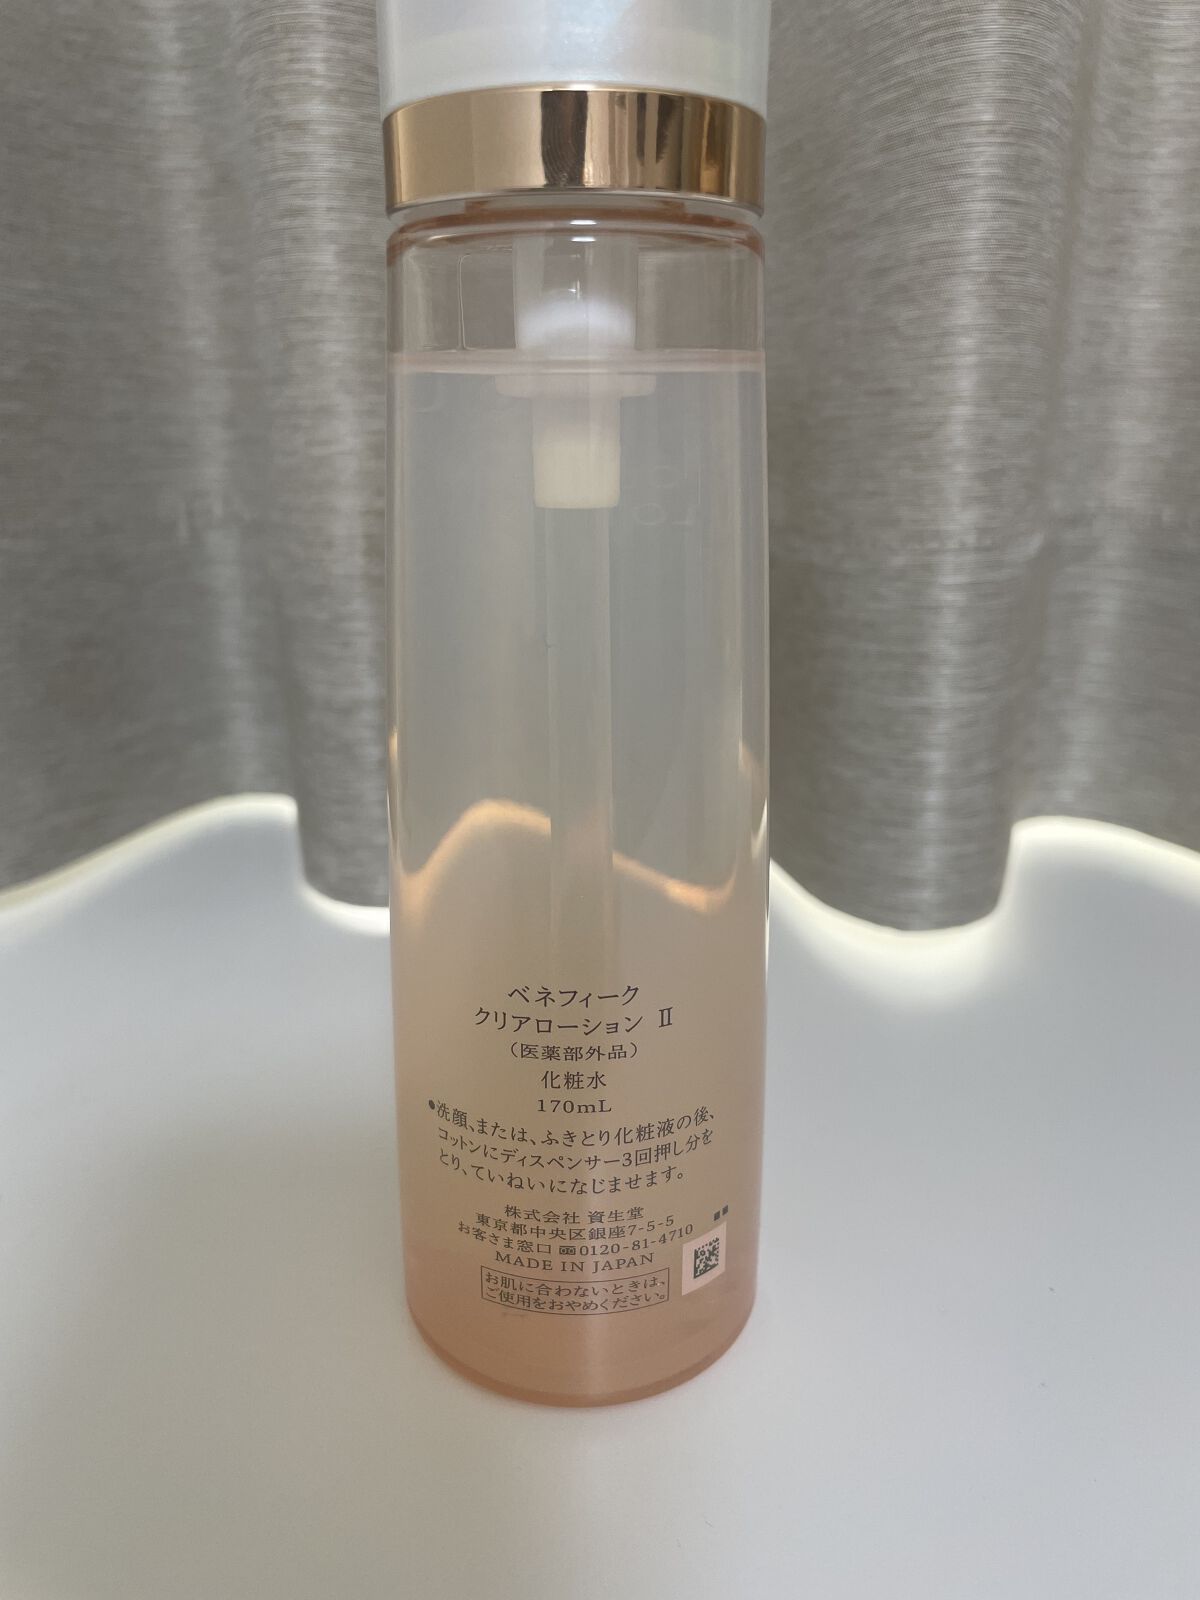 ベネフィーク
クリアローション Ⅱ
（医薬部外品）
化粧水
170mL
●洗顔、または、ふきとり化粧液の後、
コットンにディスペンサー3回押し分を
とり、ていねいになじませます。
株式会社 資生堂
東京都中央区銀座7-5-5
お客さま窓口 0120-81-4710
MADE IN JAPAN
お肌に合わないときは、
ご使用をおやめください。